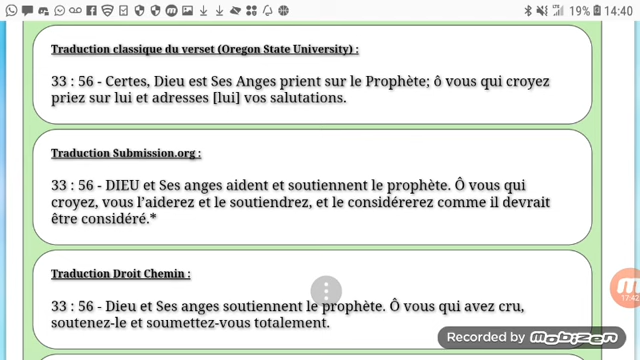 19% 14:40
Traduction classique du verset (Oregon State University) :
33 : 56 - Certes, Dieu est Ses Anges prient sur le Prophète; ô vous qui croyez
priez sur lui et adresses [lui] vos salutations.
Traduction Submission.org :
33 : 56 - DIEU et Ses anges aident et soutiennent le prophète. Ô vous qui
croyez, vous l’aiderez et le soutiendrez, et le considérerez comme il devrait
être considéré.*
Traduction Droit Chemin :
33 : 56 - Dieu et Ses anges soutiennent le prophète. Ô vous qui avez cru,
soutenez-le et soumettez-vous totalement.
17:42
Recorded by Mobizen